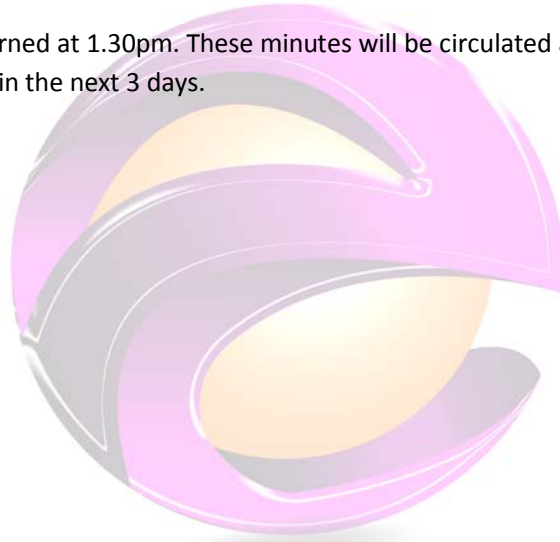 rned at 1.30pm. These minutes will be circulated
in the next 3 days.